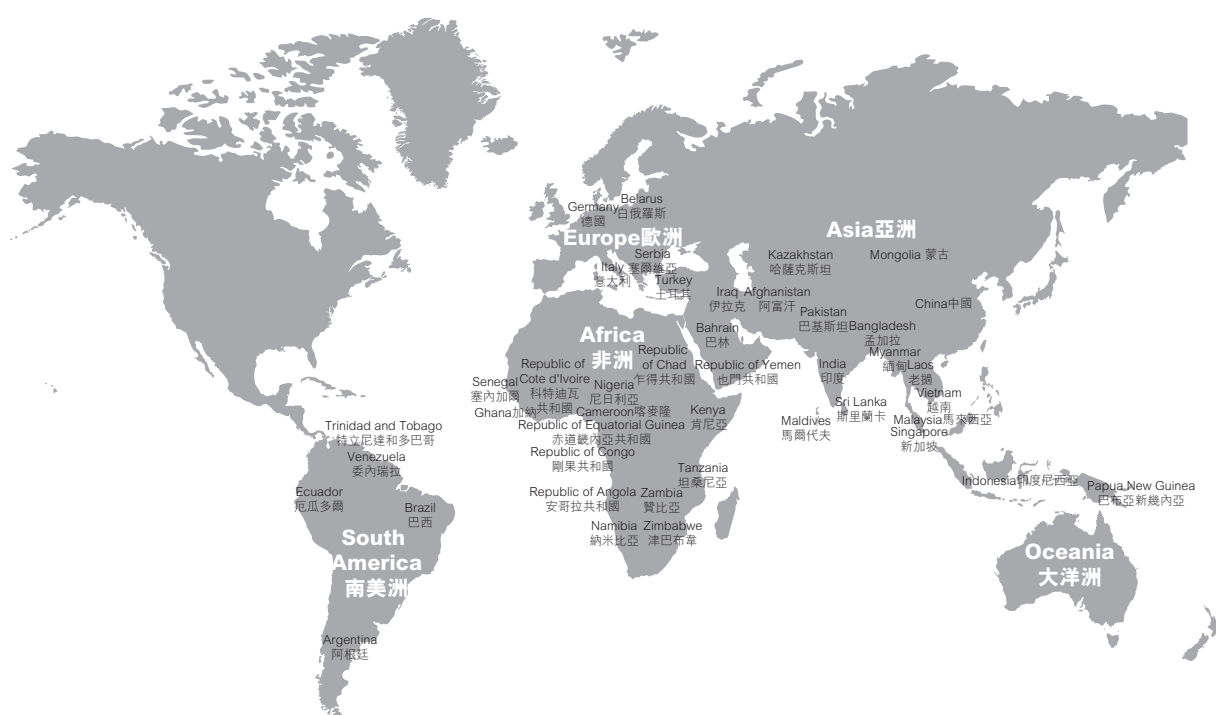 Germany
德國
Belarus
白俄羅斯
Europe歐洲
Serbia
塞爾維亞
Italy
意大利
Turkey
土耳其
Asia亞洲
Kazakhstan
哈薩克斯坦
Mongolia 蒙古
Iraq
伊拉克
Afghanistan
阿富汗
China中國
Pakistan
巴基斯坦
Bangladesh
孟加拉
Bahrain
巴林
Myanmar
緬甸
Laos
老撾
Republic of Yemen
也門共和國
India
印度
Vietnam
越南
Sri Lanka
斯里蘭卡
Maldives
馬爾代夫
Malaysia馬來西亞
Singapore
新加坡
Indonesia印度尼西亞
Papua New Guinea
巴布亞新幾內亞
Africa
非洲
Republic
of Chad
乍得共和國
Republic of
Cote d'Ivoire
科特迪瓦
共和國
Senegal
塞內加爾
Nigeria
尼日利亞
Ghana加納
Cameroon喀麥隆
Kenya
肯尼亞
Republic of Equatorial Guinea
赤道畿內亞共和國
Republic of Congo
剛果共和國
Tanzania
坦桑尼亞
Republic of Angola
安哥拉共和國
Zambia
贊比亞
Namibia
納米比亞
Zimbabwe
津巴布韋
Trinidad and Tobago
特立尼達和多巴哥
Venezuela
委內瑞拉
Ecuador
厄瓜多爾
Brazil
巴西
South
America
南美洲
Argentina
阿根廷
Oceania
大洋洲